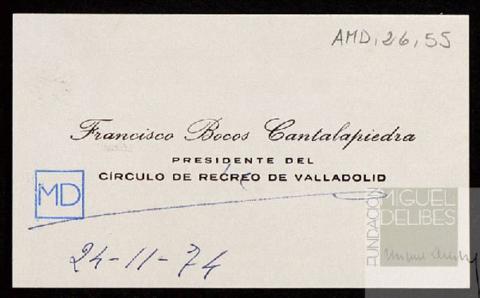 AMD, 26, 55
Francisco Bocos Cantalapiedra
PRESIDENTE DEL
CÍRCULO DE RECREO DE VALLADOLID
MD
24-11-74
FUNDACIÓN
MIGUEL
DELIBES